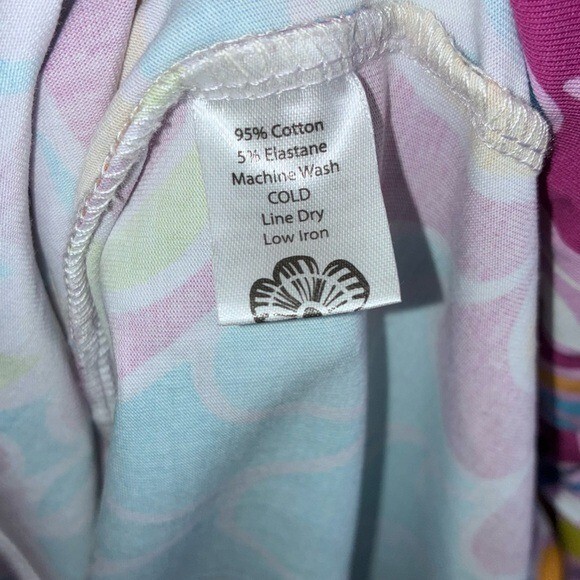 95% Cotton
5% Elastane
Machine Wash
COLD
Line Dry
Low Iron